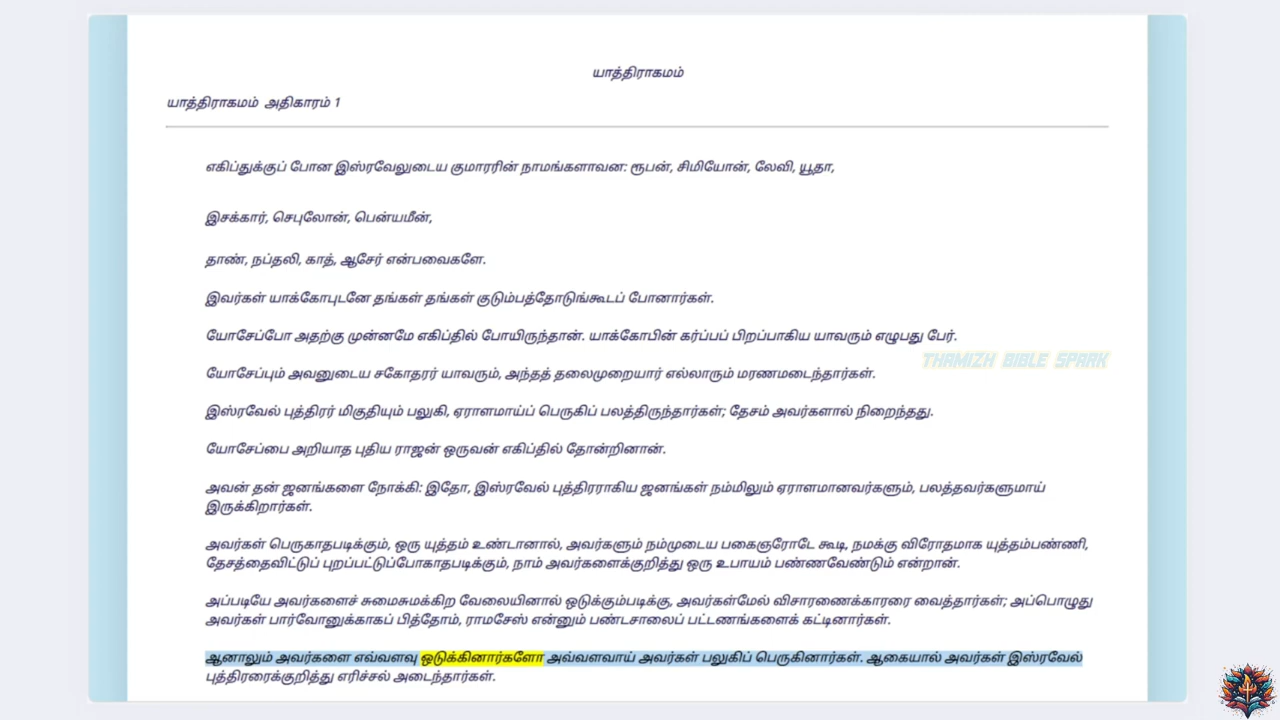 யாத்திராகமம்
யாத்திராகமம் அதிகாரம் 1
எகிப்துக்குப் போன இஸ்ரவேலுடைய குமாரரின் நாமங்களாவன: ரூபன், சிமியோன், லேவி, யூதா,
இசக்கார், செபுலோன், பென்யமீன்,
தாண், நப்தலி, காத், ஆசேர் என்பவைகளே.
இவர்கள் யாக்கோபுடனே தங்கள் தங்கள் குடும்பத்தோடுங்கூடப் போனார்கள்.
யோசேப்போ அதற்கு முன்னமே எகிப்தில் போயிருந்தான். யாக்கோபின் கர்ப்பப் பிறப்பாகிய யாவரும் எழுபது பேர்.
THAMIZH BIBLE SPARK
யோசேப்பும் அவனுடைய சகோதரர் யாவரும், அந்தத் தலைமுறையார் எல்லாரும் மரணமடைந்தார்கள்.
இஸ்ரவேல் புத்திரர் மிகுதியும் பலுகி, ஏராளமாய்ப் பெருகிப் பலத்திருந்தார்கள்; தேசம் அவர்களால் நிறைந்தது.
யோசேப்பை அறியாத புதிய ராஜன் ஒருவன் எகிப்தில் தோன்றினான்.
அவன் தன் ஜனங்களை நோக்கி: இதோ, இஸ்ரவேல் புத்திரராகிய ஜனங்கள் நம்மிலும் ஏராளமானவர்களும், பலத்தவர்களுமாய்
இருக்கிறார்கள்.
அவர்கள் பெருகாதபடிக்கும், ஒரு யுத்தம் உண்டானால், அவர்களும் நம்முடைய பகைஞரோடே கூடி, நமக்கு விரோதமாக யுத்தம்பண்ணி,
தேசத்தைவிட்டுப் புறப்பட்டுப்போகாதபடிக்கும், நாம் அவர்களைக்குறித்து ஒரு உபாயம் பண்ணவேண்டும் என்றான்.
அப்படியே அவர்களைச் சுமைசுமக்கிற வேலையினால் ஒடுக்கும்படிக்கு, அவர்கள்மேல் விசாரணைக்காரரை வைத்தார்கள்; அப்பொழுது
அவர்கள் பார்வோனுக்காகப் பித்தோம், ராமசேஸ் என்னும் பண்டசாலைப் பட்டணங்களைக் கட்டினார்கள்.
ஆனாலும் அவர்களை எவ்வளவு ஒடுக்கினார்களோ அவ்வளவாய் அவர்கள் பலுகிப் பெருகினார்கள். ஆகையால் அவர்கள் இஸ்ரவேல்
புத்திரரைக்குறித்து எரிச்சல் அடைந்தார்கள்.